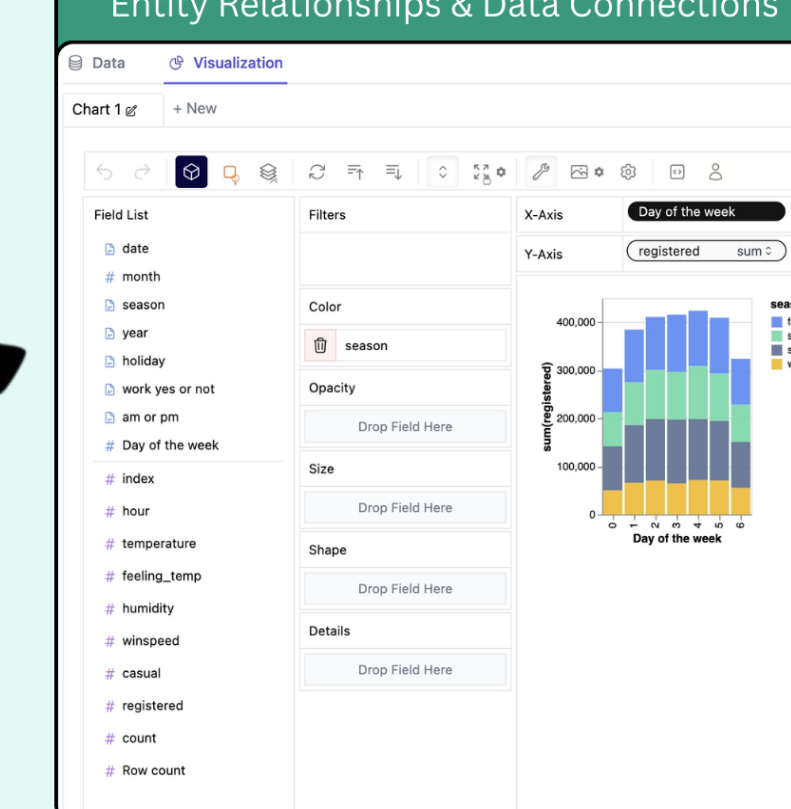 Entity Relationships & Data Connections
Data
Visualization
Chart 1
+ New
Field List
date
month
season
year
holiday
work yes or not
am or pm
Day of the week
index
hour
temperature
feeling_temp
humidity
winspeed
casual
registered
count
Row count
Filters
Color
season
Opacity
Drop Field Here
Size
Drop Field Here
Shape
Drop Field Here
Details
Drop Field Here
X-Axis
Day of the week
Y-Axis
registered sum
sum(registered)
400,000
300,000
200,000
100,000
0
0 1 2 3 4 5 6
Day of the week